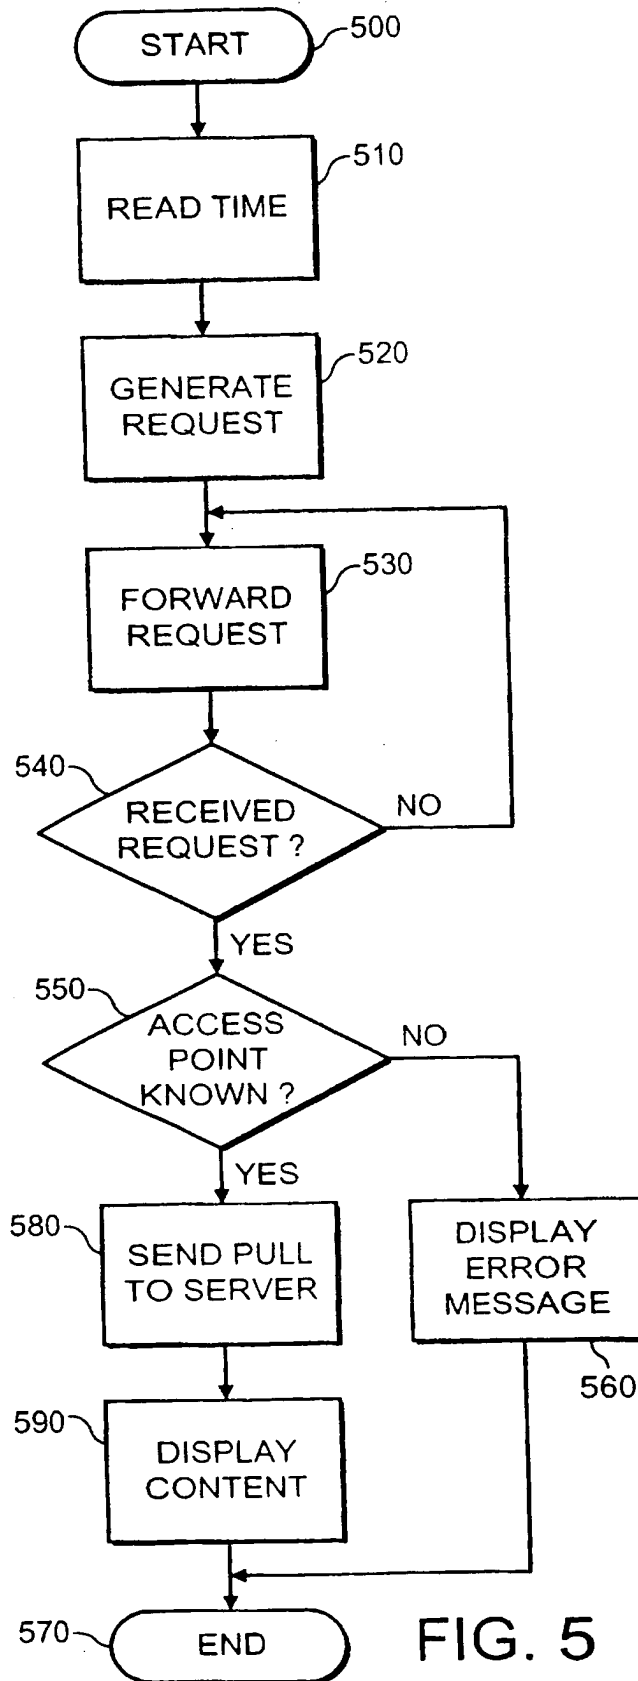 START
500
510
READ TIME
520
GENERATE
REQUEST
530
FORWARD
REQUEST
540
RECEIVED
REQUEST ?
NO
YES
550
ACCESS
POINT
KNOWN ?
NO
YES
580
SEND PULL
TO SERVER
DISPLAY
ERROR
MESSAGE
560
590
DISPLAY
CONTENT
570
END
FIG. 5